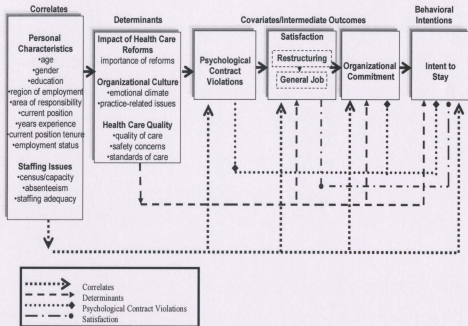 Correlates
Determinants
Covariates/Intermediate Outcomes
Behavioral
Intentions
Personal
Characteristics
•age
•gender
•education
•region of employment
•area of responsibility
•current position
•years experience
•current position tenure
•employment status
Staffing Issues
•census/capacity
•absenteeism
•staffing adequacy
Impact of Health Care
Reforms
importance of reforms
Organizational Culture
•emotional climate
•practice-related issues
Health Care Quality
•quality of care
•safety concerns
•standards of care
Psychological
Contract
Violations
Satisfaction
Restructuring
General Job
Organizational
Commitment
Intent to
Stay
Correlates
Determinants
Psychological Contract Violations
Satisfaction